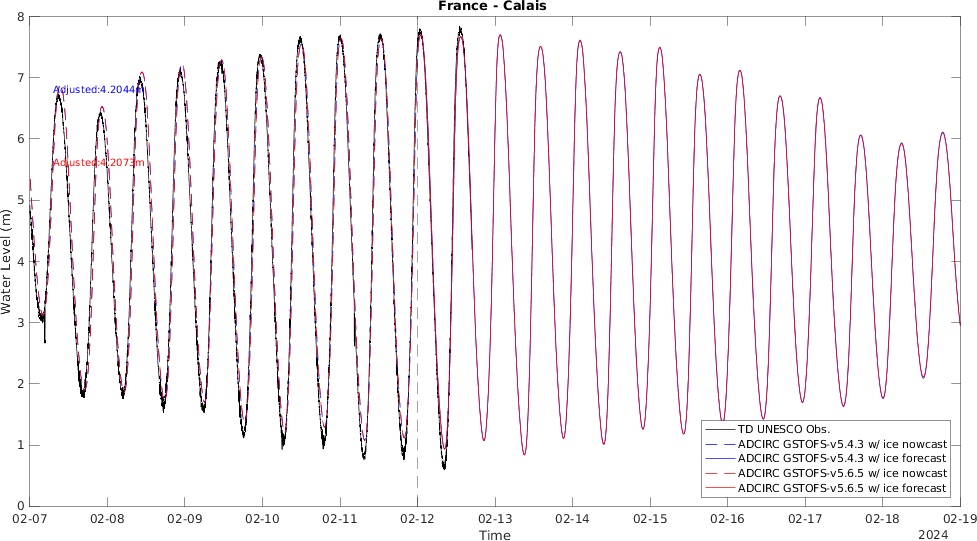 France - Calais
8
7
6
5
4
3
2
1
0
Water Level (m)
Adjusted:4.2044m
Adjusted:4.2073m
TD UNESCO Obs.
ADCIRC GSTOFS-v5.4.3 w/ ice nowcast
ADCIRC GSTOFS-v5.4.3 w/ ice forecast
ADCIRC GSTOFS-v5.6.5 w/ ice nowcast
ADCIRC GSTOFS-v5.6.5 w/ ice forecast
02-07 02-08 02-09 02-10 02-11 02-12 02-13 02-14 02-15 02-16 02-17 02-18 02-19
Time
2024